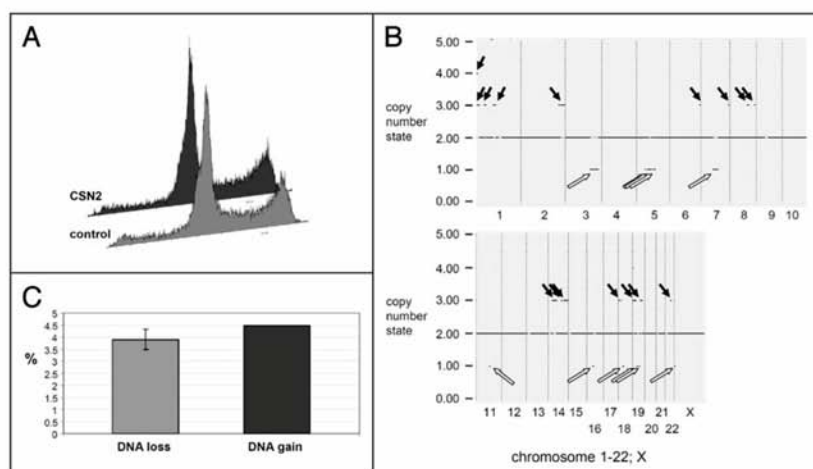 A
CSN2
control
B
5.00
4.00
copy
number
state
3.00
2.00
1.00
0.00
1 2 3 4 5 6 7 8 9 10
5.00
4.00
copy
number
state
3.00
2.00
1.00
0.00
11 12 13 14 15 17 19 21 X
16 18 20 22
chromosome 1-22; X
C
%
5
4.5
4
3.5
3
2.5
2
1.5
1
0.5
0
DNA loss DNA gain